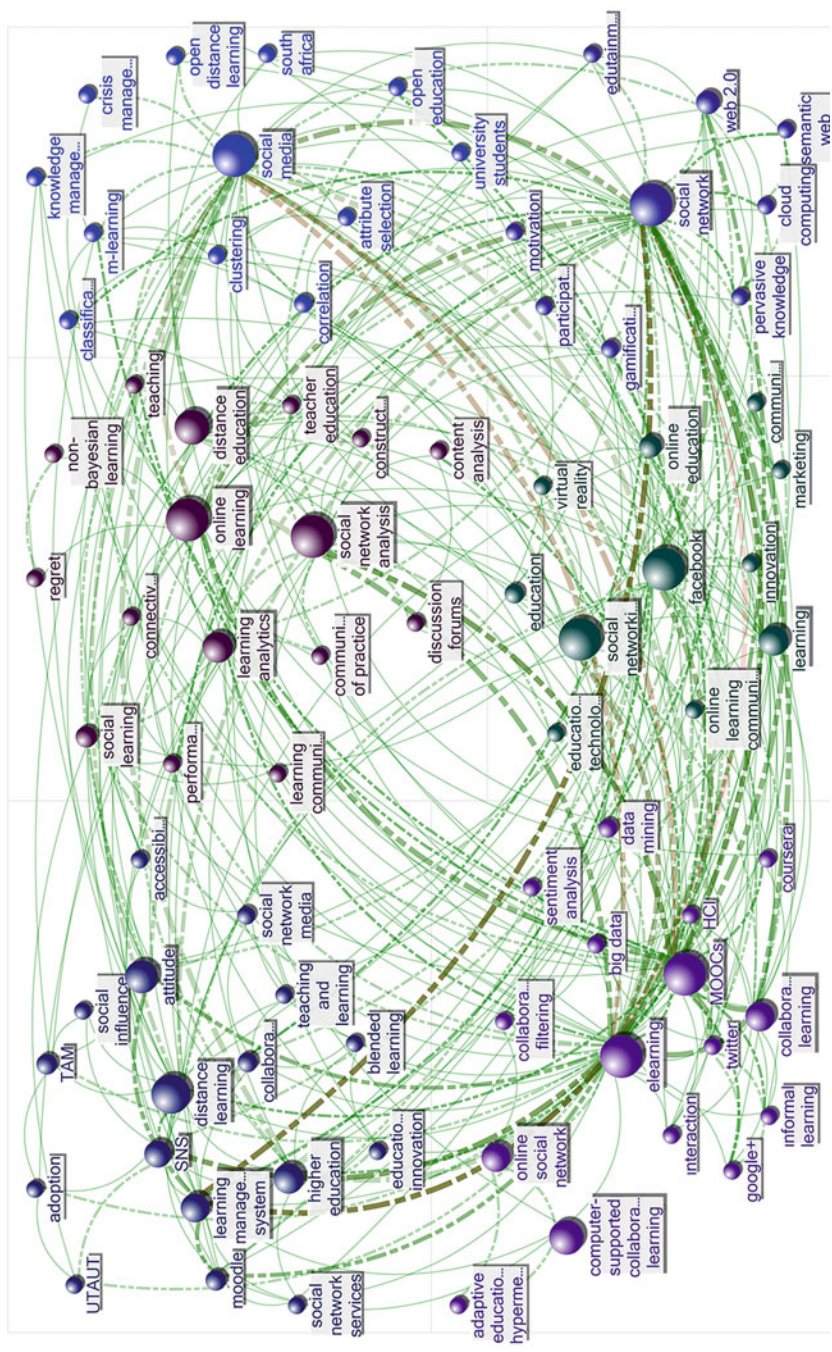 UTAUT
adoption
TAM
regret
non-
bayesian
learning
knowledge
manage...
social
influence
social
learning
classifica...
crisis
manage...
SNS
attitude
accessibi...
connectiv...
teaching
m-learning
moodle
learning
manage...
system
distance
learning
performa...
learning
analytics
online
learning
distance
education
clustering
social
media
open
distance
learning
social
network
services
higher
education
collabora...
teaching and
learning
social
network
media
learning
communi...
communi...
of practice
social
network
analysis
teacher
education
correlation
south
africa
educatio...
innovation
blended
learning
discussion
forums
construct...
attribute
selection
open
education
adaptive
educatio...
hyperme...
online
social
network
collabora...
filtering
sentiment
analysis
education
content
analysis
motivation
university
students
computer-
supported
collabora...
learning
elearning
big data
data
mining
educatio...
technolo...
social
networki...
virtual
reality
gamificati...
participat...
edutainm...
interaction
MOOCs
HCI
online
learning
communi...
facebook
online
education
social
network
web 2.0
google+
twitter
informal
learning
collabora...
learning
coursera
learning
innovation
marketing
communi...
pervasive
knowledge
cloud
computing
semantic
web